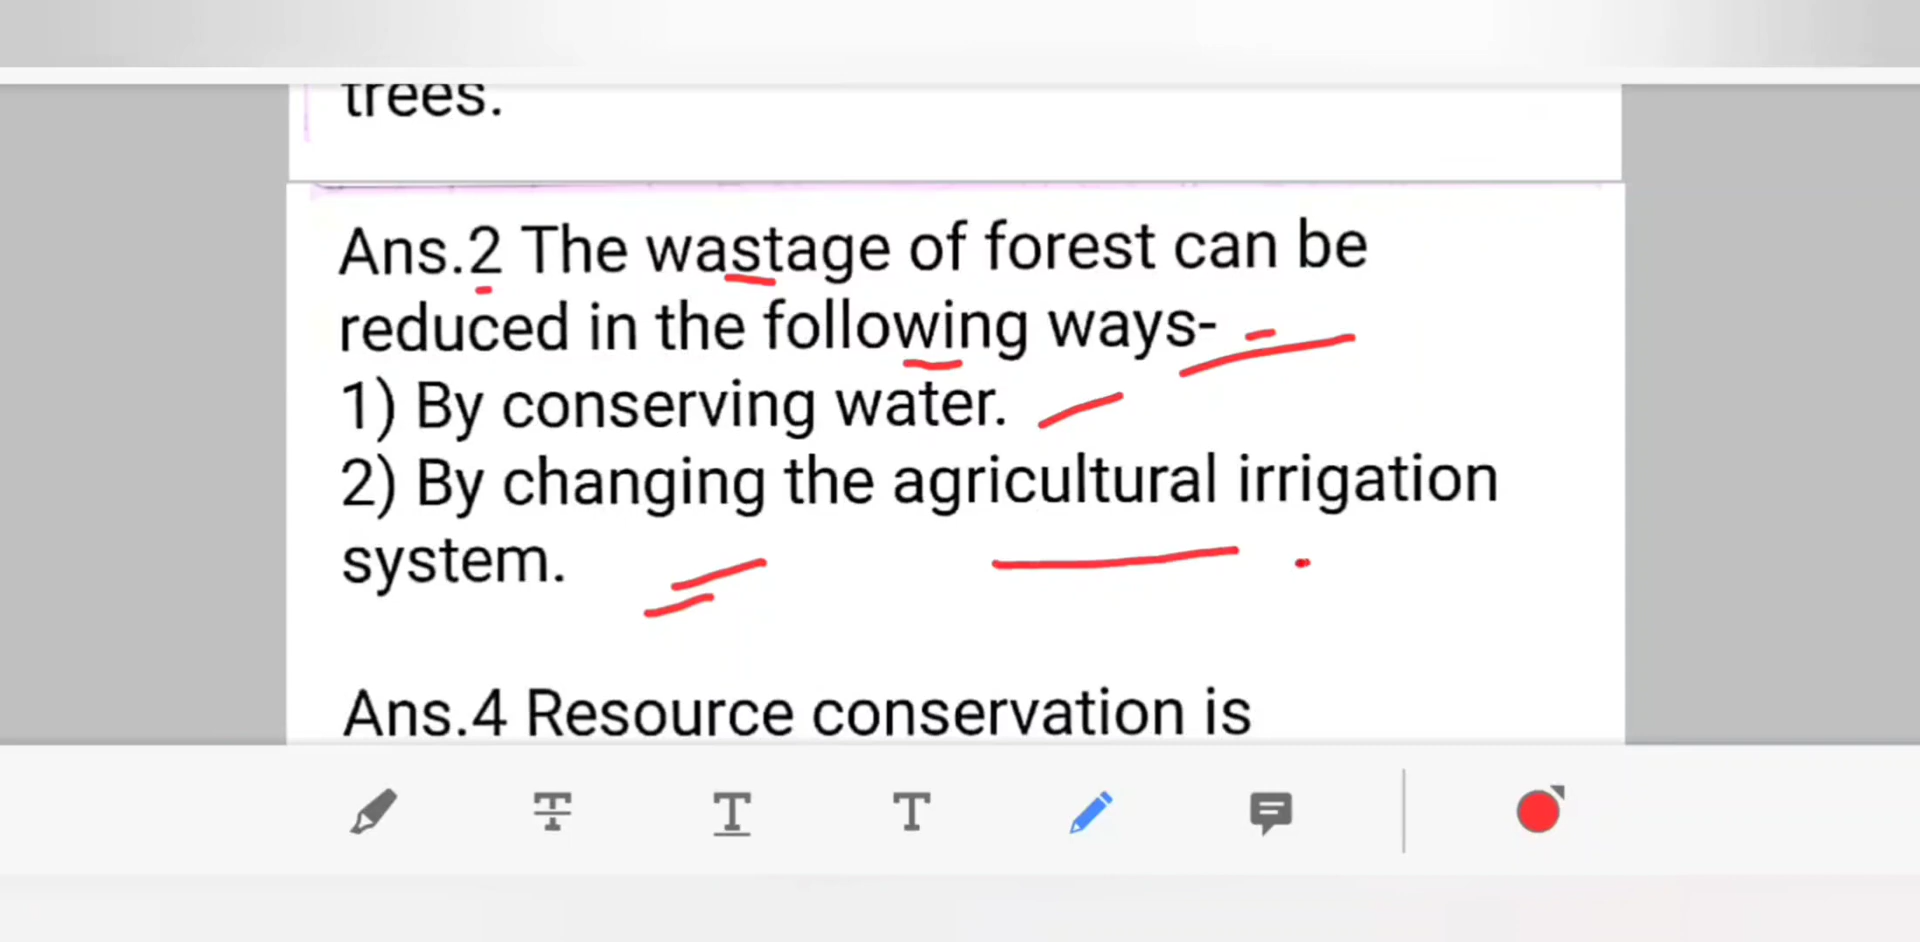 trees.
Ans.2 The wastage of forest can be
reduced in the following ways-
1) By conserving water.
2) By changing the agricultural irrigation
system.
Ans.4 Resource conservation is